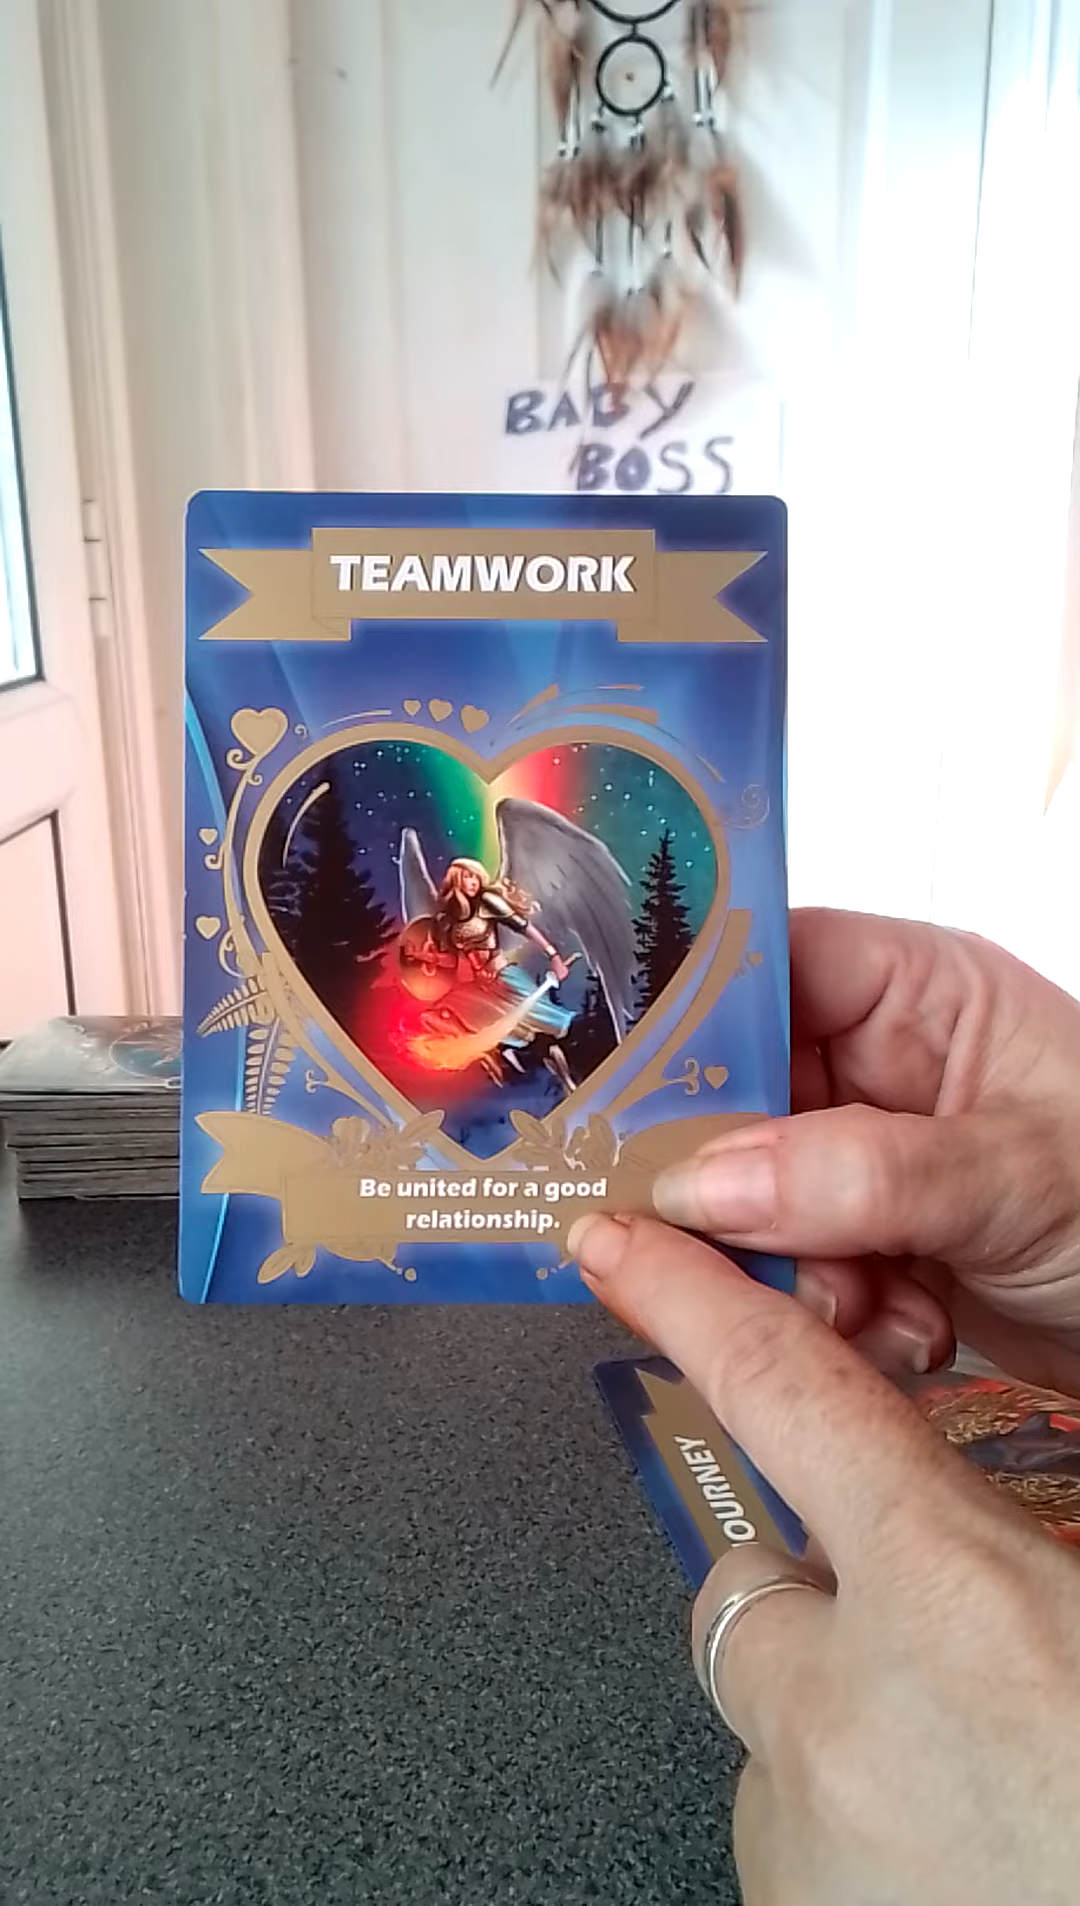 BABY
BOSS
TEAMWORK
Be united for a good
relationship.
OURNEY